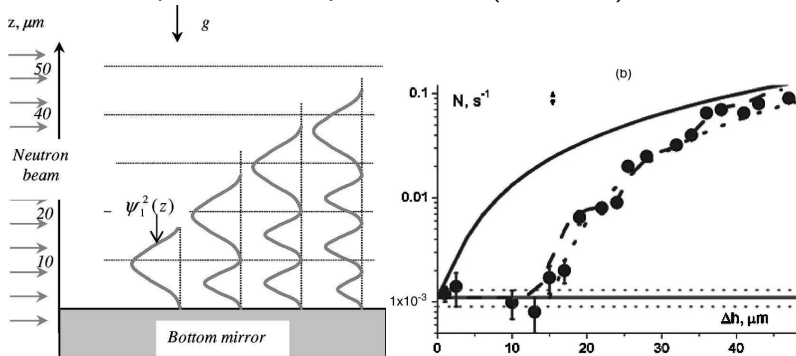 z, μm
g
50
40
Neutron
beam
20
ψ₁²(z)
10
Bottom mirror
(b)
0.1
N, s⁻¹
0.01
1x10⁻³
Δh, μm
0 10 20 30 40